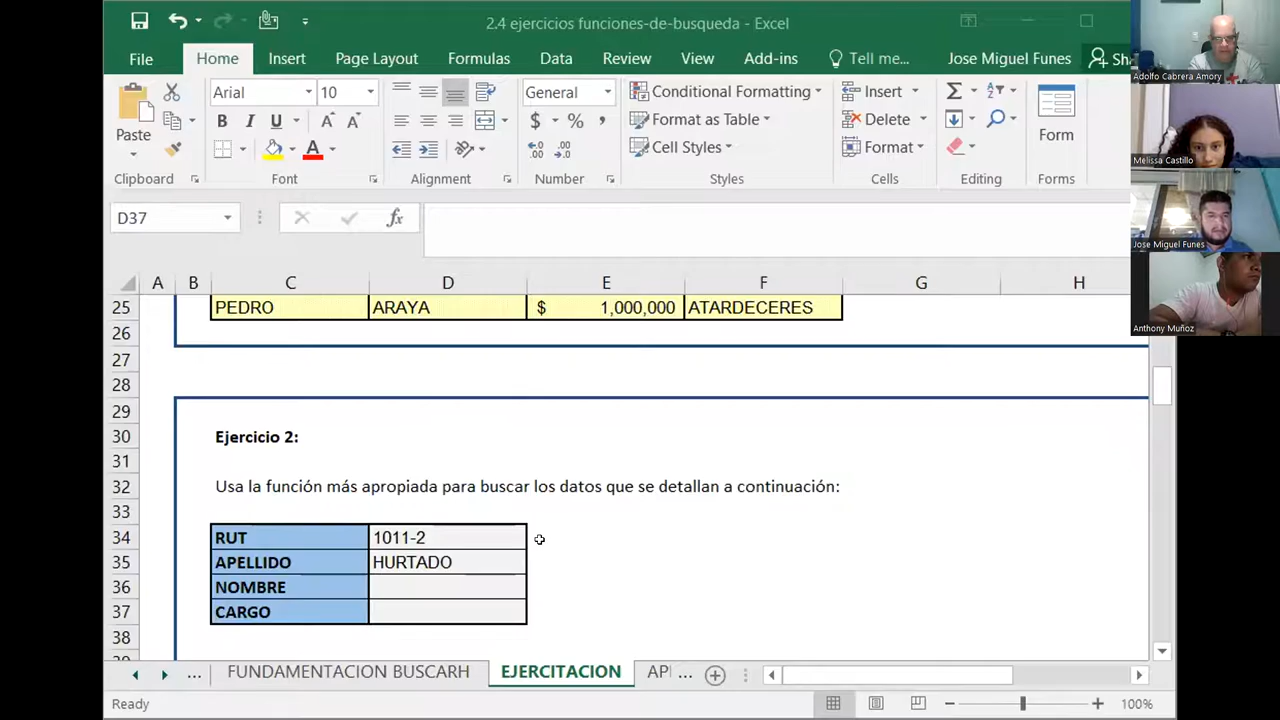 2.4 ejercicios funciones-de-busqueda - Excel
File Home Insert Page Layout Formulas Data Review View Add-ins Tell me... Jose Miguel Funes
Arial 10 General Conditional Formatting Insert
Paste B I U A A $ % , Format as Table Delete Form
A Cell Styles Format
Clipboard Font Alignment Number Styles Cells Editing Forms
D37 fx
A B C D E F G H
25 PEDRO ARAYA $ 1,000,000 ATARDECERES
26
27
28
29
30 Ejercicio 2:
31
32 Usa la función más apropiada para buscar los datos que se detallan a continuación:
33
34 RUT 1011-2
35 APELLIDO HURTADO
36 NOMBRE
37 CARGO
38
... FUNDAMENTACION BUSCARH EJERCITACION ...
Ready 100%
Adolfo Cabrera Amory
Melissa Castillo
Jose Miguel Funes
Anthony Muñoz